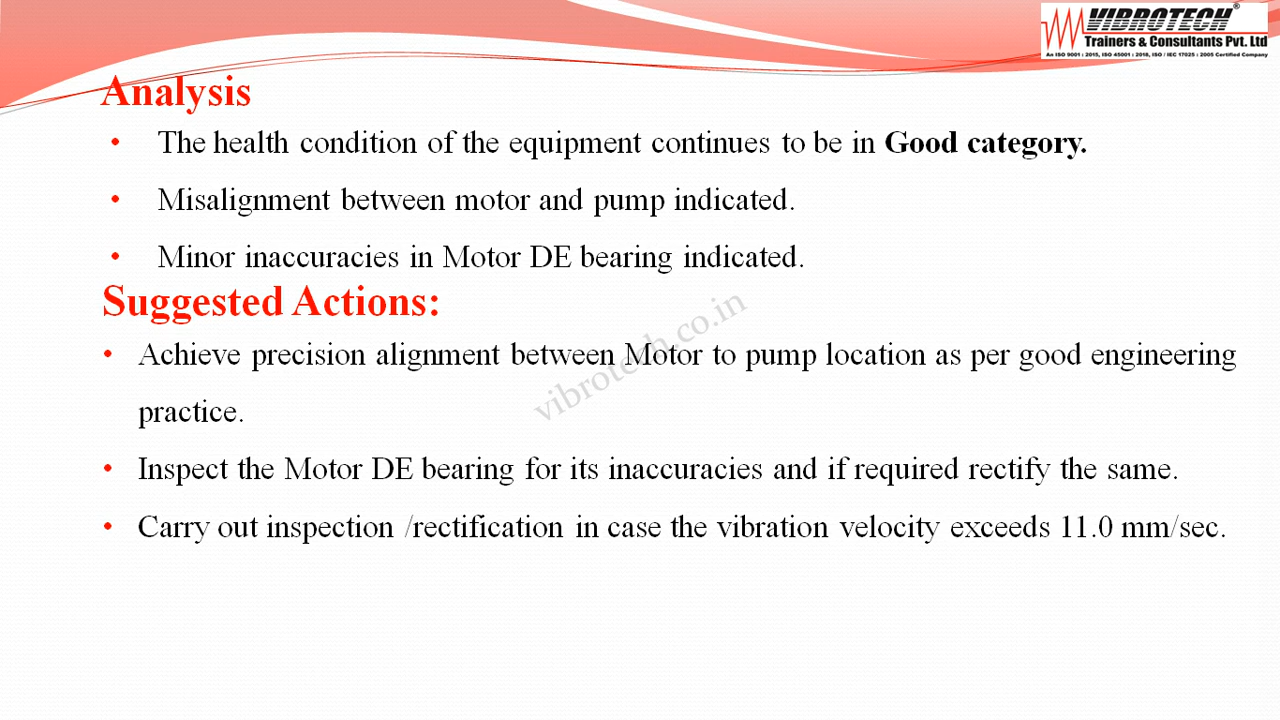 VIBROTECH®
Trainers & Consultants Pvt. Ltd
An ISO 9001 : 2015, ISO 45001 : 2018, ISO / IEC 17025 : 2005 Certified Company
Analysis
• The health condition of the equipment continues to be in Good category.
• Misalignment between motor and pump indicated.
• Minor inaccuracies in Motor DE bearing indicated.
Suggested Actions:
• Achieve precision alignment between Motor to pump location as per good engineering
practice.
• Inspect the Motor DE bearing for its inaccuracies and if required rectify the same.
• Carry out inspection /rectification in case the vibration velocity exceeds 11.0 mm/sec.
vibrotech.co.in